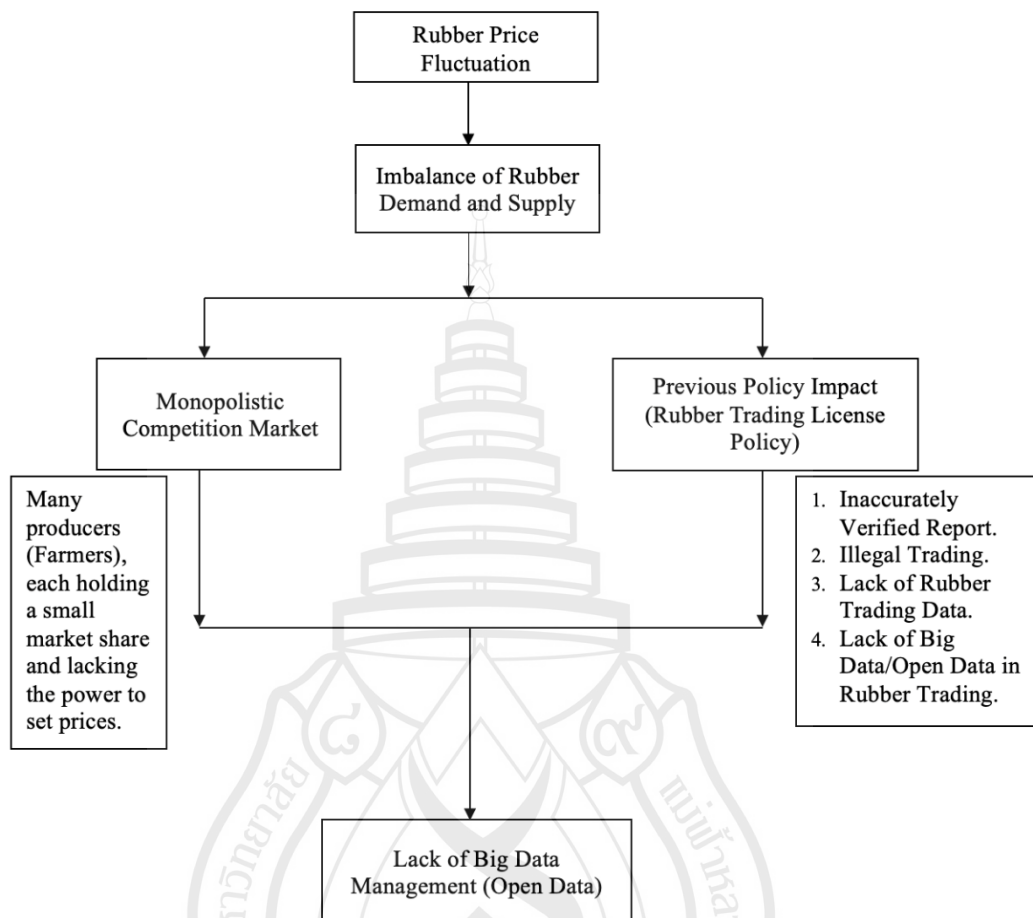 Rubber Price
Fluctuation
Imbalance of Rubber
Demand and Supply
Monopolistic
Competition Market
Previous Policy Impact
(Rubber Trading License
Policy)
Many
producers
(Farmers),
each holding
a small
market share
and lacking
the power to
set prices.
1. Inaccurately
Verified Report.
2. Illegal Trading.
3. Lack of Rubber
Trading Data.
4. Lack of Big
Data/Open Data in
Rubber Trading.
Lack of Big Data
Management (Open Data)